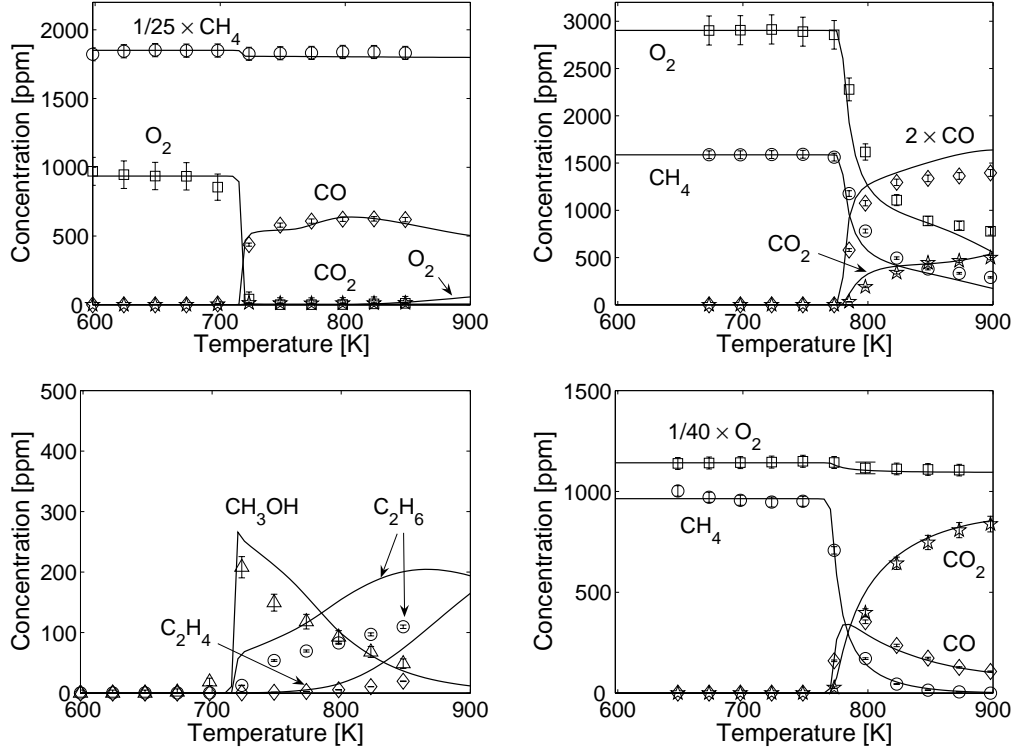 2000
1500
1000
500
0
Concentration [ppm]
1/25 × CH4
O2
CO
CO2
O2
600 700 800 900
Temperature [K]
3000
2500
2000
1500
1000
500
0
Concentration [ppm]
O2
2 × CO
CH4
CO2
600 700 800 900
Temperature [K]
500
400
300
200
100
0
Concentration [ppm]
CH3OH
C2H6
C2H4
600 700 800 900
Temperature [K]
1500
1000
500
0
Concentration [ppm]
1/40 × O2
CH4
CO2
CO
600 700 800 900
Temperature [K]